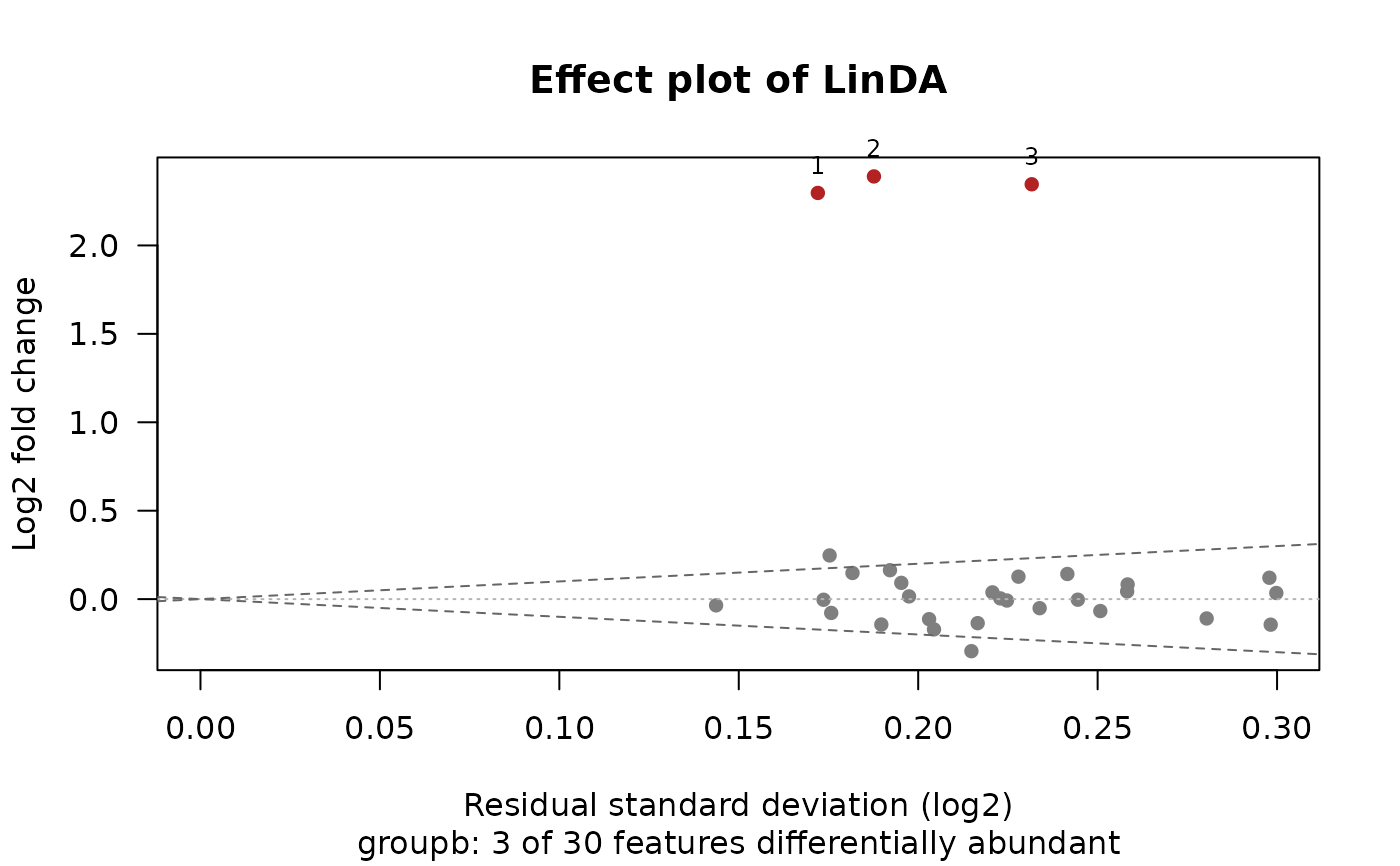 Effect plot of LinDA
1
2
3
Log2 fold change
2.0
1.5
1.0
0.5
0.0
0.00 0.05 0.10 0.15 0.20 0.25 0.30
Residual standard deviation (log2)
groupb: 3 of 30 features differentially abundant